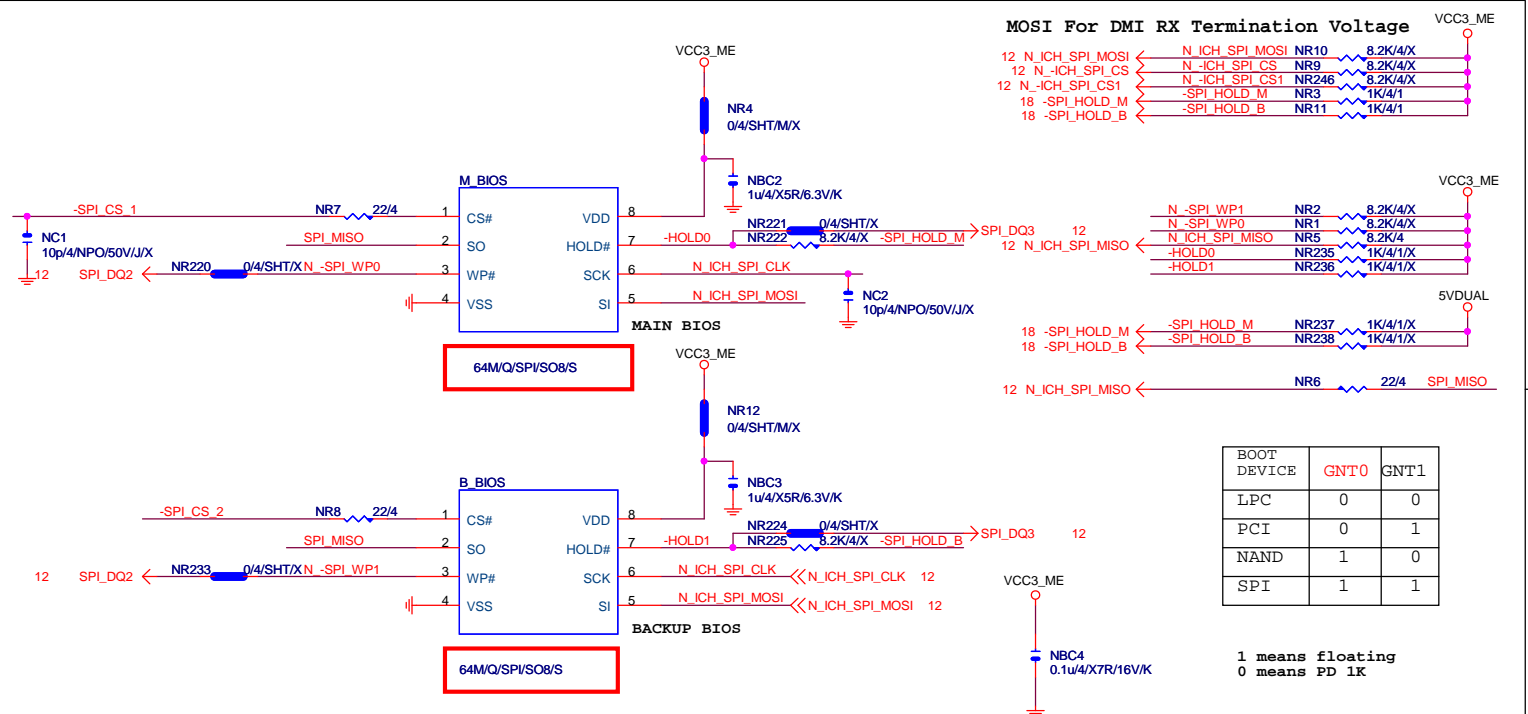 MOSI For DMI RX Termination Voltage
VCC3_ME
12 N_ICH_SPI_MOSI N_ICH_SPI_MOSI NR10 8.2K/4/X
12 N_-ICH_SPI_CS N_-ICH_SPI_CS NR9 8.2K/4/X
12 N_-ICH_SPI_CS1 N_-ICH_SPI_CS1 NR246 8.2K/4/X
18 -SPI_HOLD_M -SPI_HOLD_M NR3 1K/4/1
18 -SPI_HOLD_B -SPI_HOLD_B NR11 1K/4/1
VCC3_ME
NR4
0/4/SHT/M/X
NBC2
1u/4/X5R/6.3V/K
M_BIOS
-SPI_CS_1 NR7 22/4 1 CS# VDD 8
NC1
10p/4/NPO/50V/J/X
SPI_MISO 2 SO HOLD# 7 -HOLD0
NR221 0/4/SHT/X SPI_DQ3 12
NR222 8.2K/4/X -SPI_HOLD_M
12 SPI_DQ2 NR220 0/4/SHT/X N_-SPI_WP0 3 WP# SCK 6 N_ICH_SPI_CLK
4 VSS SI 5 N_ICH_SPI_MOSI
NC2
10p/4/NPO/50V/J/X
MAIN BIOS
64M/Q/SPI/SO8/S
VCC3_ME
N_-SPI_WP1 NR2 8.2K/4/X
N_-SPI_WP0 NR1 8.2K/4/X
12 N_ICH_SPI_MISO N_ICH_SPI_MISO NR5 8.2K/4
-HOLD0 NR235 1K/4/1/X
-HOLD1 NR236 1K/4/1/X
5VDUAL
18 -SPI_HOLD_M -SPI_HOLD_M NR237 1K/4/1/X
18 -SPI_HOLD_B -SPI_HOLD_B NR238 1K/4/1/X
12 N_ICH_SPI_MISO NR6 22/4 SPI_MISO
VCC3_ME
NR12
0/4/SHT/M/X
NBC3
1u/4/X5R/6.3V/K
B_BIOS
-SPI_CS_2 NR8 22/4 1 CS# VDD 8
SPI_MISO 2 SO HOLD# 7 -HOLD1
NR224 0/4/SHT/X SPI_DQ3 12
NR225 8.2K/4/X -SPI_HOLD_B
12 SPI_DQ2 NR233 0/4/SHT/X N_-SPI_WP1 3 WP# SCK 6 N_ICH_SPI_CLK N_ICH_SPI_CLK 12
4 VSS SI 5 N_ICH_SPI_MOSI N_ICH_SPI_MOSI 12
BACKUP BIOS
64M/Q/SPI/SO8/S
VCC3_ME
NBC4
0.1u/4/X7R/16V/K
BOOT
DEVICE GNT0 GNT1
LPC 0 0
PCI 0 1
NAND 1 0
SPI 1 1
1 means floating
0 means PD 1K